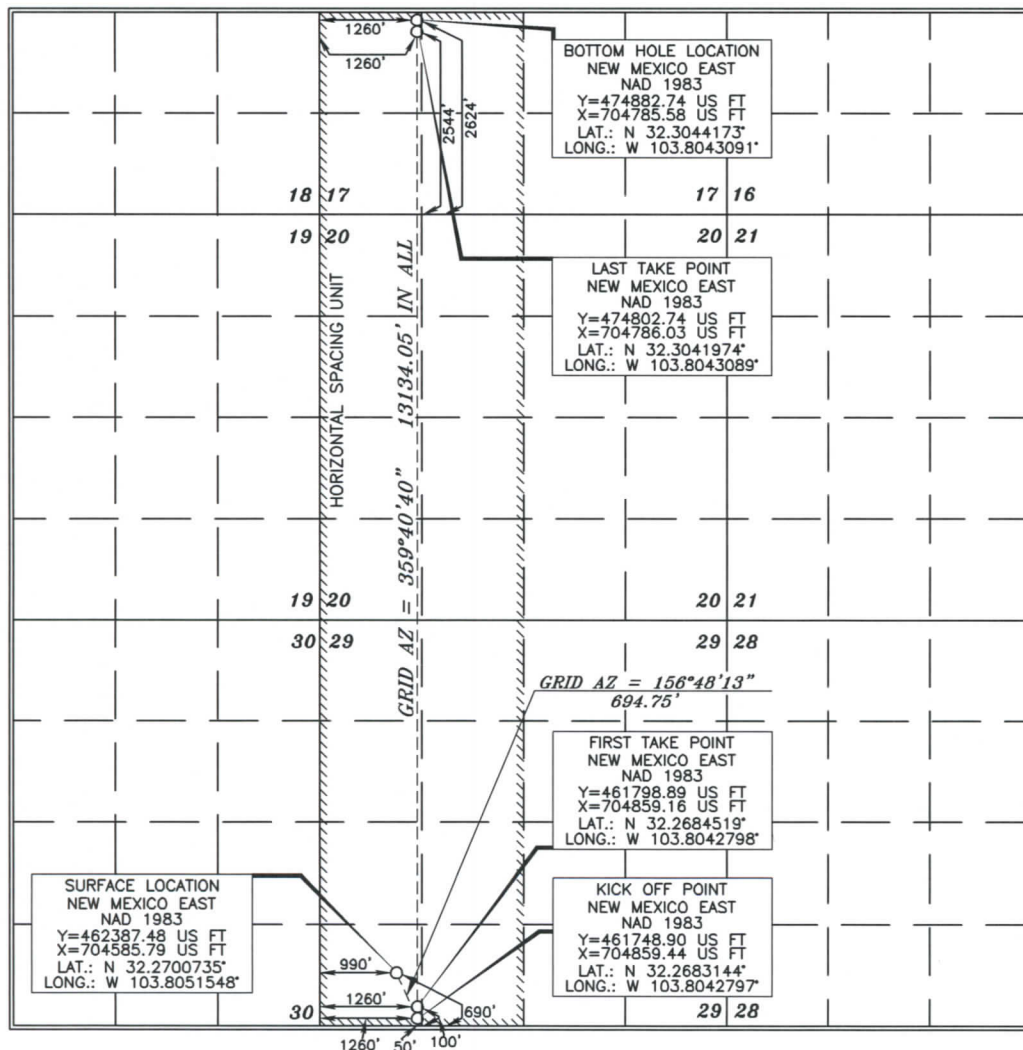 1260'
1260'
2544'
2624'
BOTTOM HOLE LOCATION
NEW MEXICO EAST
NAD 1983
Y=474882.74 US FT
X=704785.58 US FT
LAT.: N 32.3044173°
LONG.: W 103.8043091°
18 17
17 16
19 20
20 21
LAST TAKE POINT
NEW MEXICO EAST
NAD 1983
Y=474802.74 US FT
X=704786.03 US FT
LAT.: N 32.3041974°
LONG.: W 103.8043089°
HORIZONTAL SPACING UNIT
GRID AZ = 359°40'40" 13134.05' IN ALL
19 20
20 21
30 29
29 28
GRID AZ = 156°48'13"
694.75'
FIRST TAKE POINT
NEW MEXICO EAST
NAD 1983
Y=461798.89 US FT
X=704859.16 US FT
LAT.: N 32.2684519°
LONG.: W 103.8042798°
SURFACE LOCATION
NEW MEXICO EAST
NAD 1983
Y=462387.48 US FT
X=704585.79 US FT
LAT.: N 32.2700735°
LONG.: W 103.8051548°
KICK OFF POINT
NEW MEXICO EAST
NAD 1983
Y=461748.90 US FT
X=704859.44 US FT
LAT.: N 32.2683144°
LONG.: W 103.8042797°
990'
1260'
690'
30
29 28
1260'
50'
100'